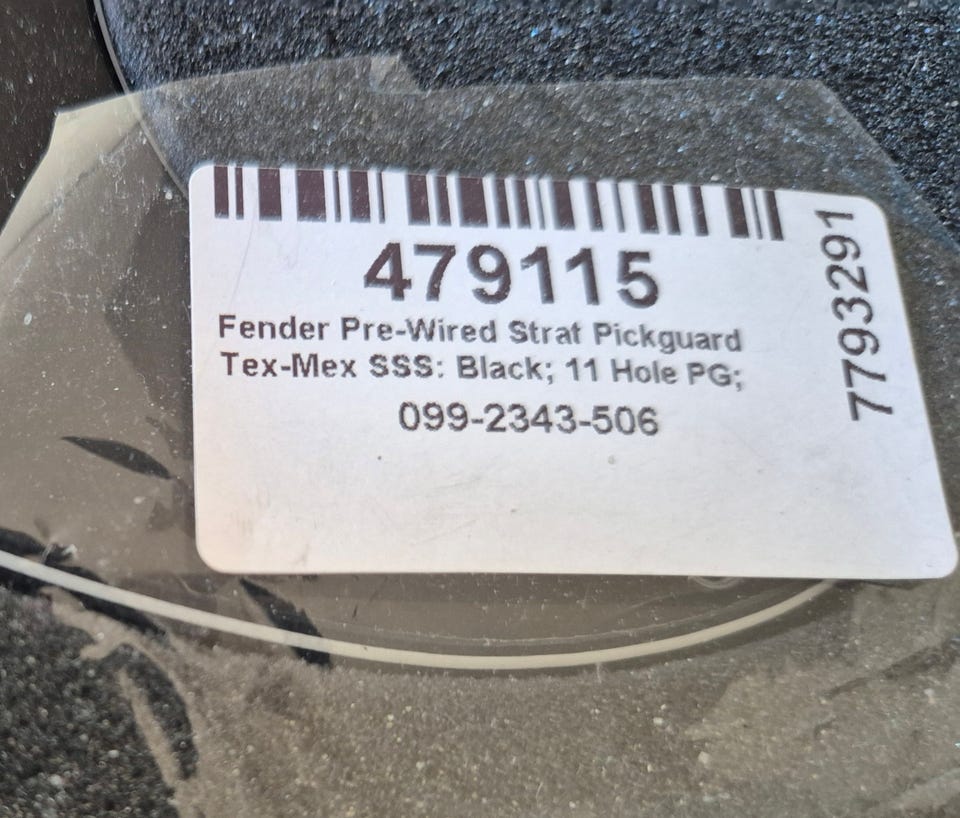 479115
Fender Pre-Wired Strat Pickguard
Tex-Mex SSS: Black; 11 Hole PG;
099-2343-506
7793291